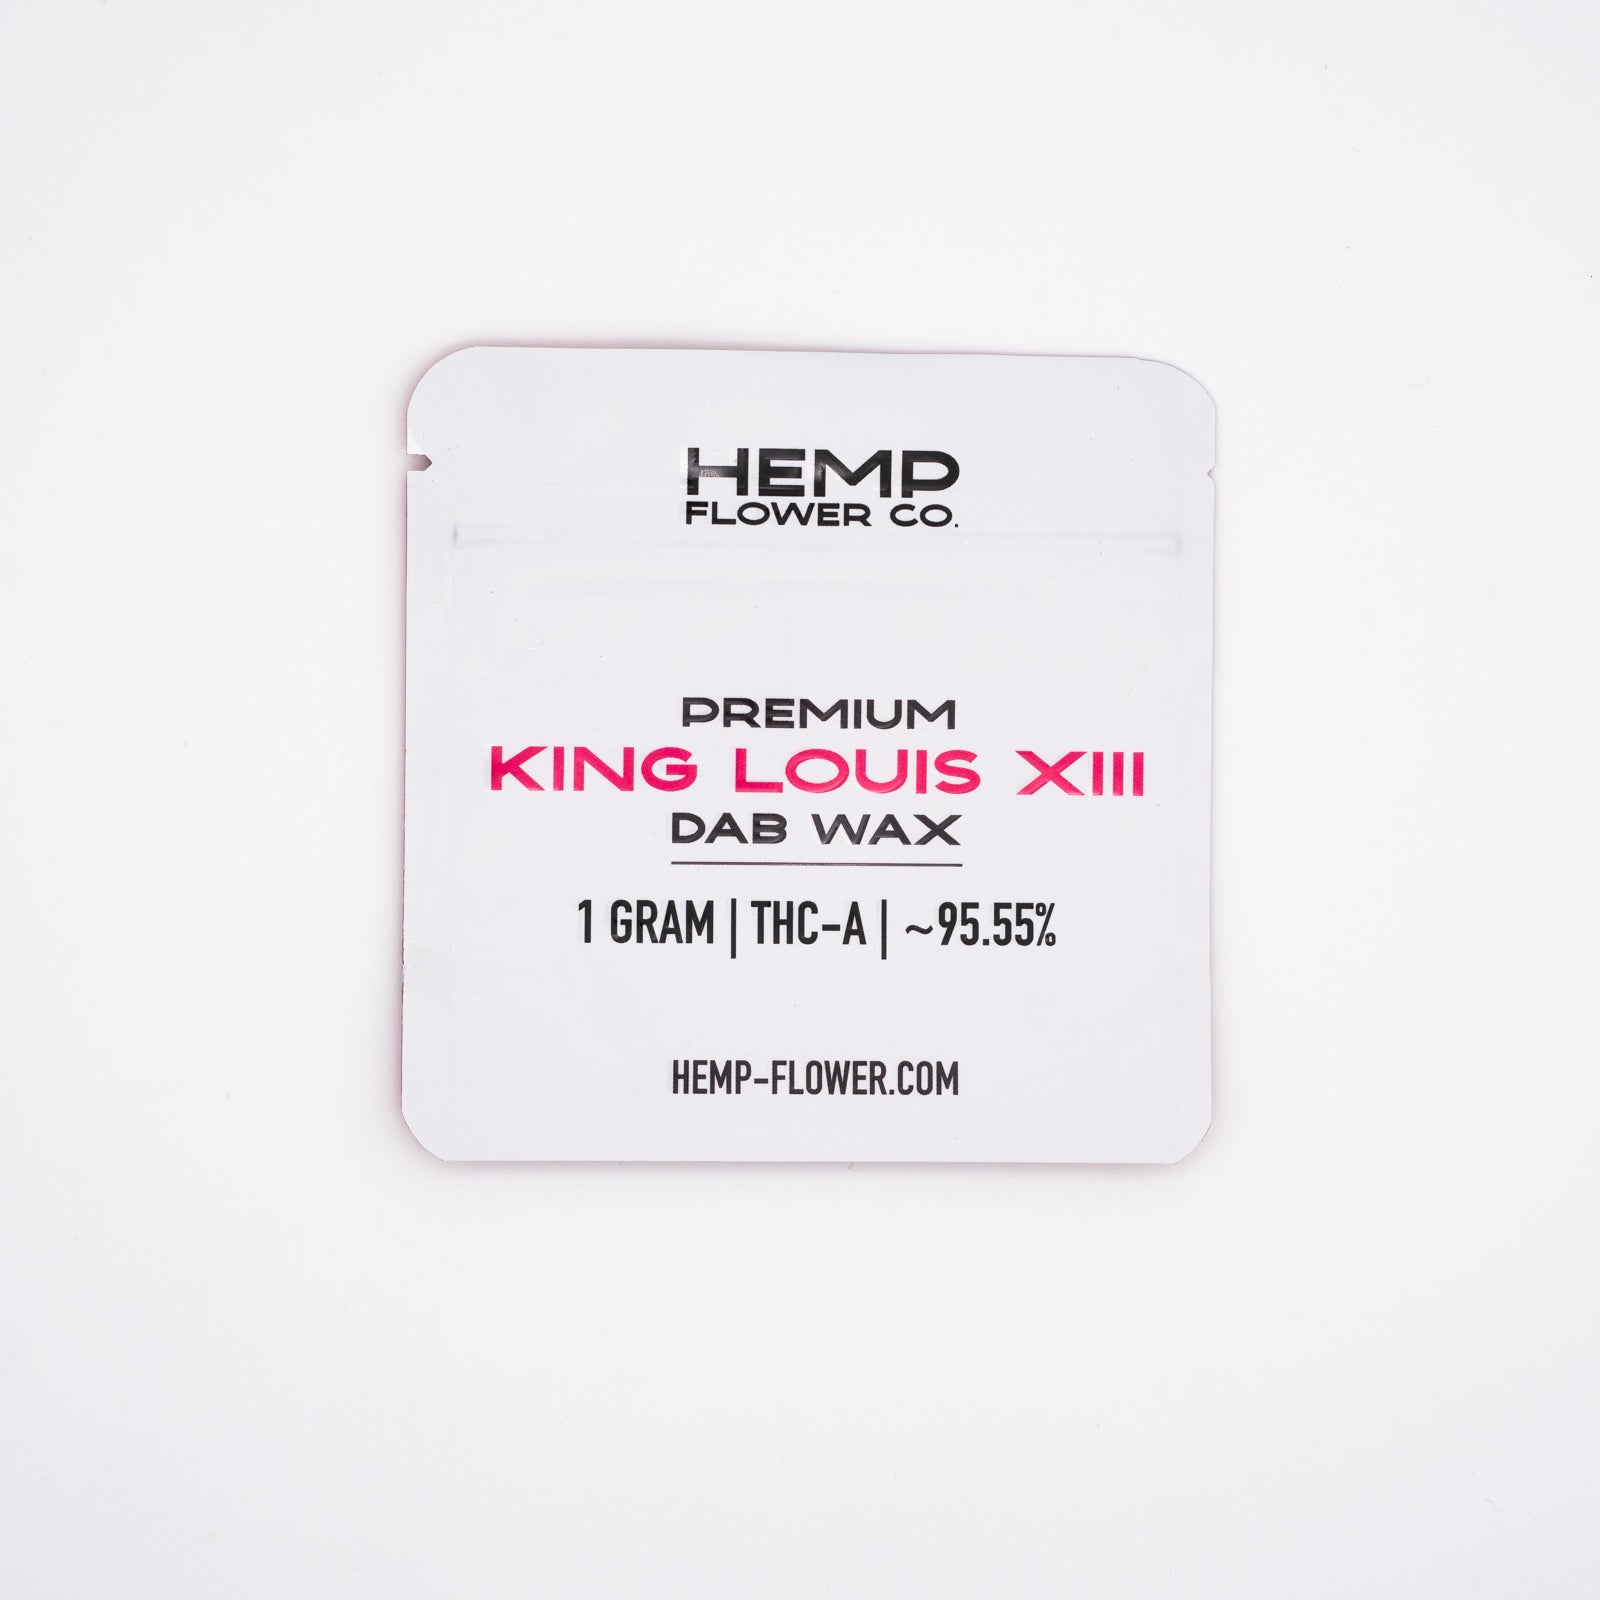 HEMP
FLOWER CO.
PREMIUM
KING LOUIS XIII
DAB WAX
1 GRAM | THC-A | ~95.55%
HEMP-FLOWER.COM